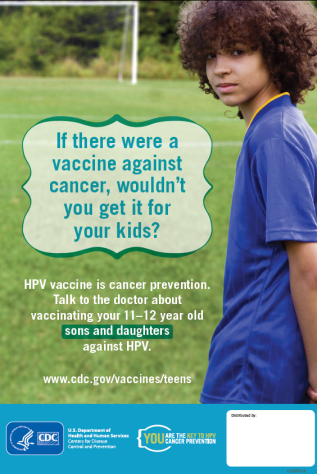 If there were a
vaccine against
cancer, wouldn't
you get it for
your kids?
HPV vaccine is cancer prevention.
Talk to the doctor about
vaccinating your 11–12 year old
sons and daughters
against HPV.
www.cdc.gov/vaccines/teens
CDC
U.S. Department of
Health and Human Services
Centers for Disease
Control and Prevention
YOU ARE THE KEY TO HPV
CANCER PREVENTION
Distributed by: